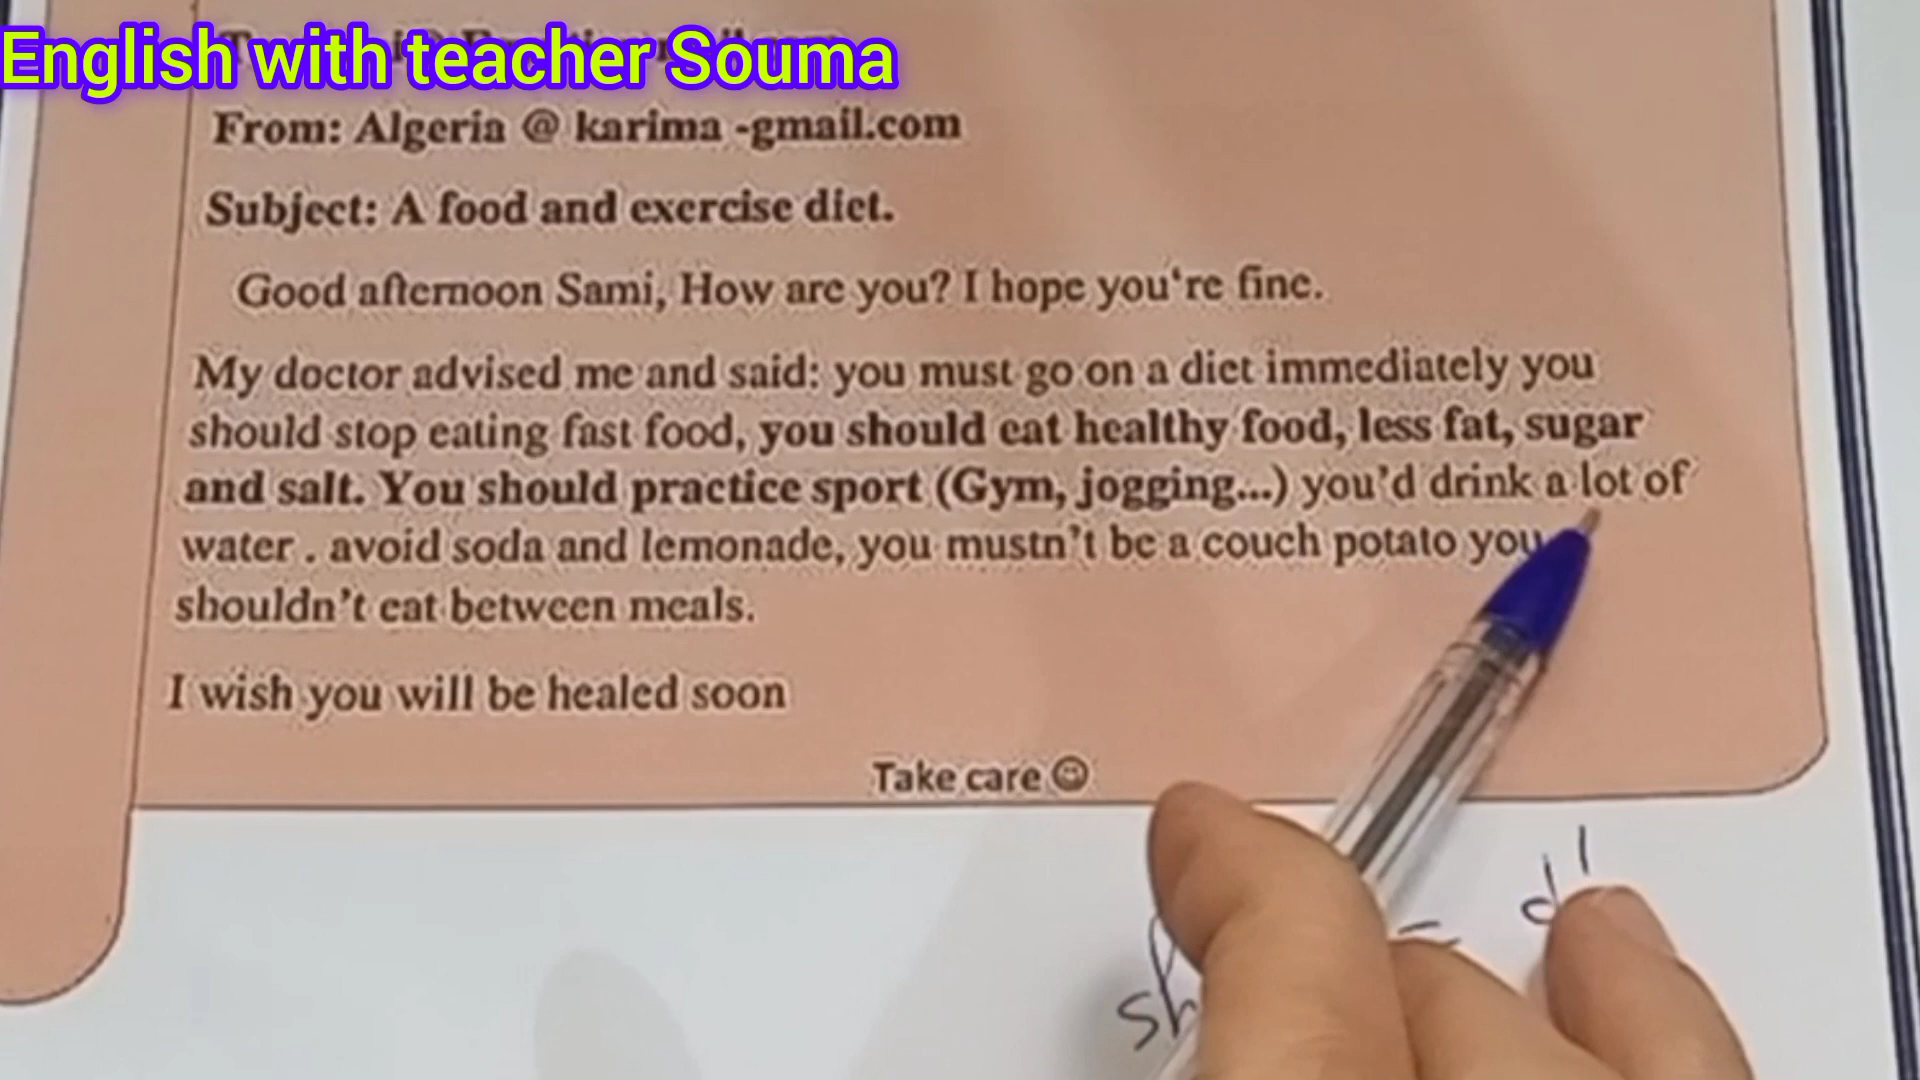 English with teacher Souma
From: Algeria @ karima -gmail.com
Subject: A food and exercise diet.
Good afternoon Sami, How are you? I hope you're fine.
My doctor advised me and said: you must go on a diet immediately you
should stop eating fast food, you should eat healthy food, less fat, sugar
and salt. You should practice sport (Gym, jogging...) you'd drink a lot of
water . avoid soda and lemonade, you mustn't be a couch potato you
shouldn't eat between meals.
I wish you will be healed soon
Take care ☺